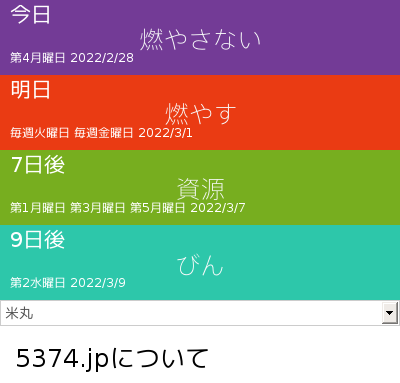 今日
燃やさない
第4月曜日 2022/2/28
明日
燃やす
毎週火曜日 毎週金曜日 2022/3/1
7日後
資源
第1月曜日 第3月曜日 第5月曜日 2022/3/7
9日後
びん
第2水曜日 2022/3/9
米丸
5374.jpについて